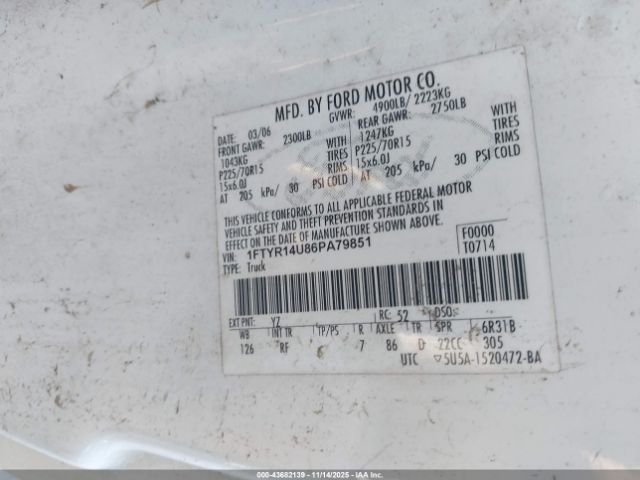 MFD. BY FORD MOTOR CO.
DATE: 03/06 GVWR: 4900LB/ 2223KG
FRONT GAWR: 2300LB REAR GAWR: 2750LB
1043KG WITH 1247KG WITH
P225/70R15 TIRES P225/70R15 TIRES
15x6.0J RIMS 15x6.0J RIMS
AT 205 kPa/ 30 PSI COLD AT 205 kPa/ 30 PSI COLD
THIS VEHICLE CONFORMS TO ALL APPLICABLE FEDERAL MOTOR
VEHICLE SAFETY AND THEFT PREVENTION STANDARDS IN
EFFECT ON THE DATE OF MANUFACTURE SHOWN ABOVE.
VIN: 1FTYR14U86PA79851 F0000
TYPE: Truck T0714
EXT PNT: YZ RC: 52 DSO:
WB INT TR TP/PS R AXLE TR SPR 6R31B
126 RF 7 86 D 22CC 305
UTC ▽5U5A-1520472-BA
© IAA 00-43682139 | 11/14/2025 - Copyright IAA, LLC